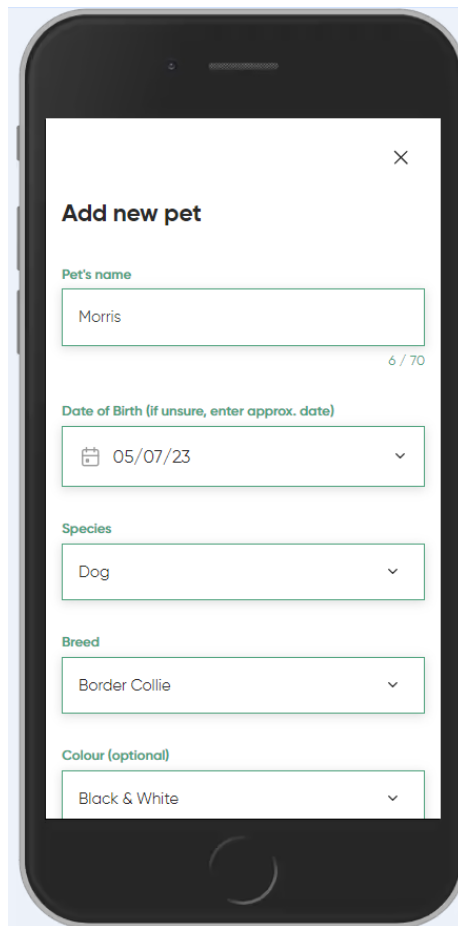 Add new pet
Pet's name
Morris
6 / 70
Date of Birth (if unsure, enter approx. date)
05/07/23
Species
Dog
Breed
Border Collie
Colour (optional)
Black & White